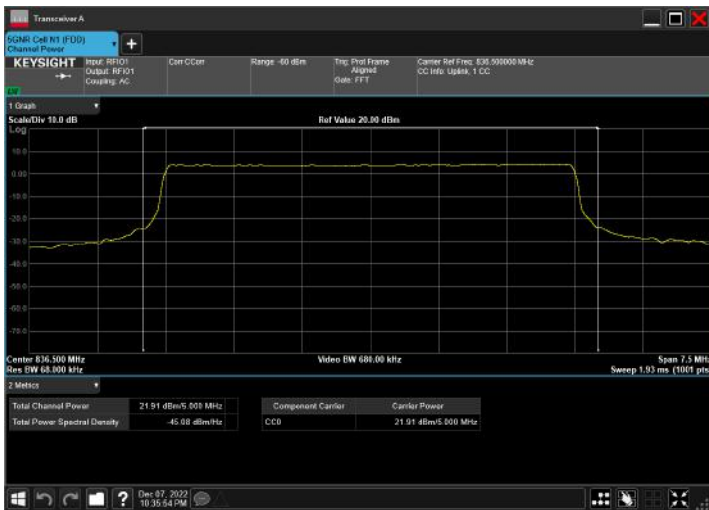 Transceiver A
5GNR Cell N1 (FDD)
Channel Power
KEYSIGHT
Input: RFIO1
Output: RFIO1
Coupling: AC
Corr CCorr
Range: -60 dBm
Trig: Prot Frame
Aligned
Gate: FFT
Carrier Ref Freq: 836.500000 MHz
CC Info: Uplink, 1 CC
1 Graph
Scale/Div 10.0 dB
Ref Value 20.00 dBm
Log
10.0
0.00
-10.0
-20.0
-30.0
-40.0
-50.0
-60.0
-70.0
Center 836.500 MHz
Video BW 680.00 kHz
Span 7.5 MHz
Res BW 68.000 kHz
Sweep 1.93 ms (1001 pts
2 Metrics
Total Channel Power 21.91 dBm/5.000 MHz
Total Power Spectral Density -45.08 dBm/Hz
Component Carrier Carrier Power
CC0 21.91 dBm/5.000 MHz
Dec 07, 2022
10:35:54 PM